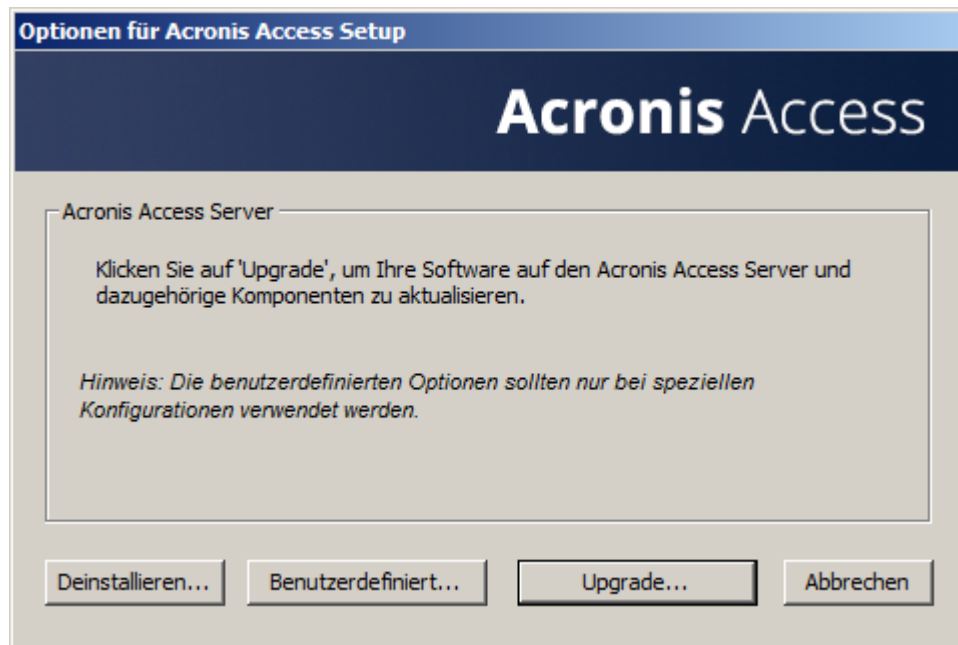 Optionen für Acronis Access Setup
Acronis Access
Acronis Access Server
Klicken Sie auf 'Upgrade', um Ihre Software auf den Acronis Access Server und
dazugehörige Komponenten zu aktualisieren.
Hinweis: Die benutzerdefinierten Optionen sollten nur bei speziellen
Konfigurationen verwendet werden.
Deinstallieren... Benutzerdefiniert... Upgrade... Abbrechen